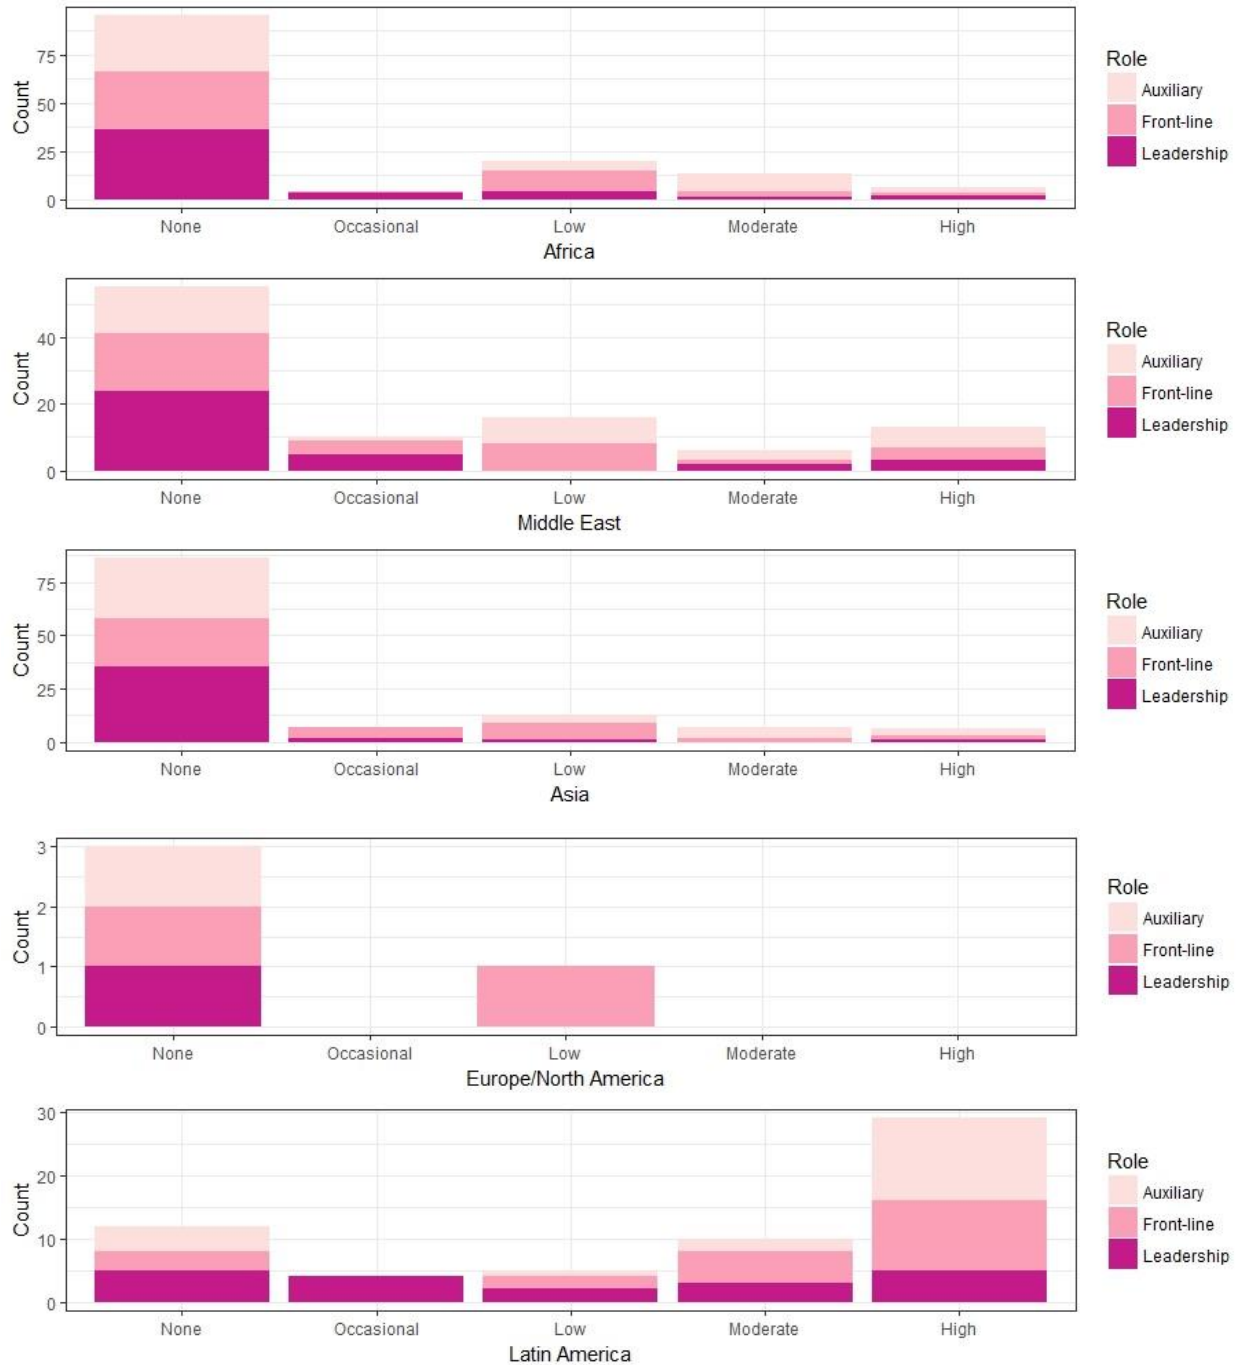 75
50
25
0
Count
None Occasional Low Moderate High
Africa
Role
Auxiliary
Front-line
Leadership
40
20
0
Count
None Occasional Low Moderate High
Middle East
Role
Auxiliary
Front-line
Leadership
75
50
25
0
Count
None Occasional Low Moderate High
Asia
Role
Auxiliary
Front-line
Leadership
3
2
1
0
Count
None Occasional Low Moderate High
Europe/North America
Role
Auxiliary
Front-line
Leadership
30
20
10
0
Count
None Occasional Low Moderate High
Latin America
Role
Auxiliary
Front-line
Leadership